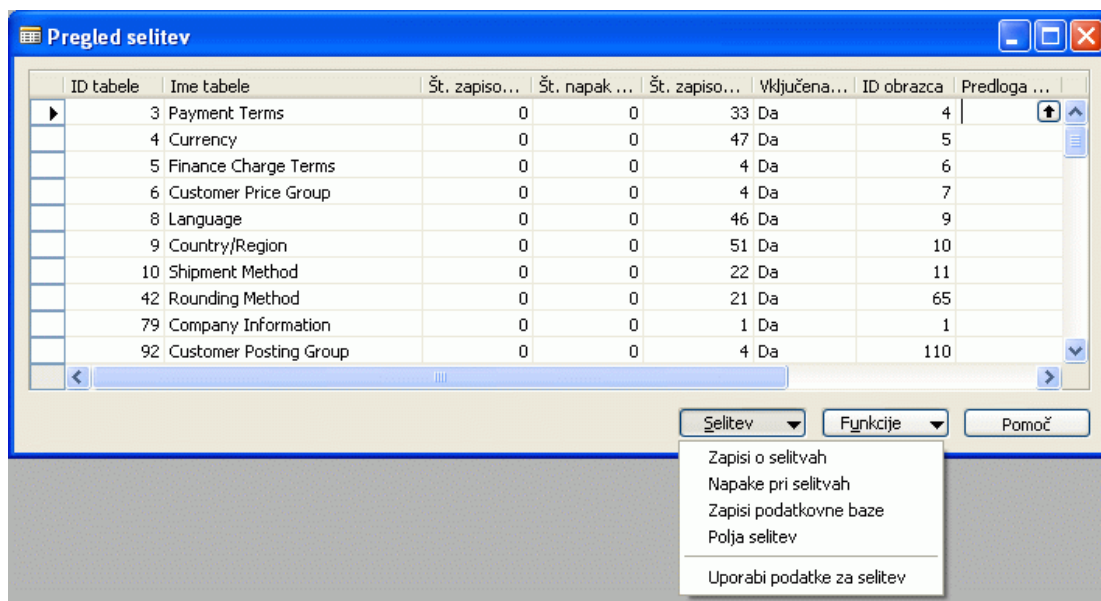 Pregled selitev
ID tabele Ime tabele Št. zapiso... Št. napak ... Št. zapiso... Vključena... ID obrazca Predloga ...
3 Payment Terms 0 0 33 Da 4
4 Currency 0 0 47 Da 5
5 Finance Charge Terms 0 0 4 Da 6
6 Customer Price Group 0 0 4 Da 7
8 Language 0 0 46 Da 9
9 Country/Region 0 0 51 Da 10
10 Shipment Method 0 0 22 Da 11
42 Rounding Method 0 0 21 Da 65
79 Company Information 0 0 1 Da 1
92 Customer Posting Group 0 0 4 Da 110
Selitev Funkcije Pomoč
Zapisi o selitvah
Napake pri selitvah
Zapisi podatkovne baze
Polja selitev
Uporabi podatke za selitev